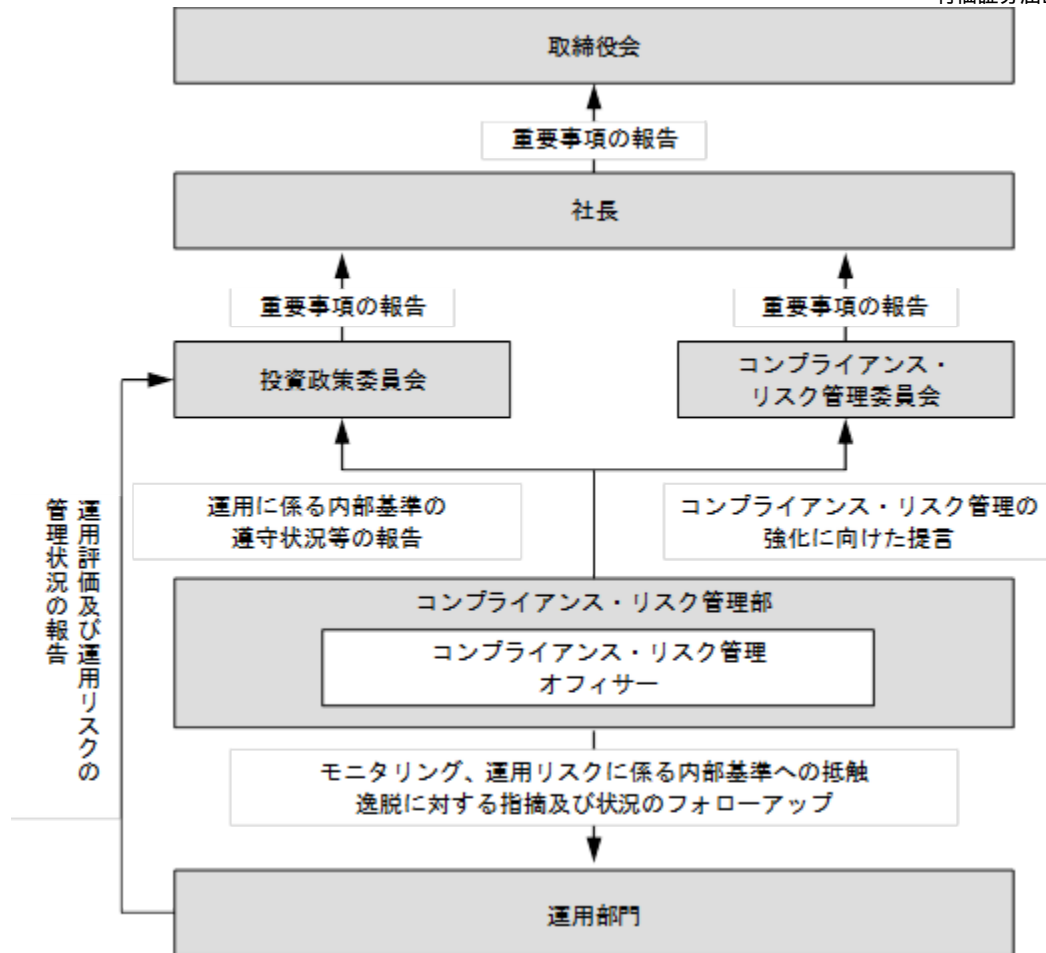 取締役会
重要事項の報告
社長
重要事項の報告
重要事項の報告
投資政策委員会
コンプライアンス・
リスク管理委員会
運用に係る内部基準の
遵守状況等の報告
コンプライアンス・リスク管理の
強化に向けた提言
運用評価及び運用リスクの
管理状況の報告
コンプライアンス・リスク管理部
コンプライアンス・リスク管理
オフィサー
モニタリング、運用リスクに係る内部基準への抵触
逸脱に対する指摘及び状況のフォローアップ
運用部門